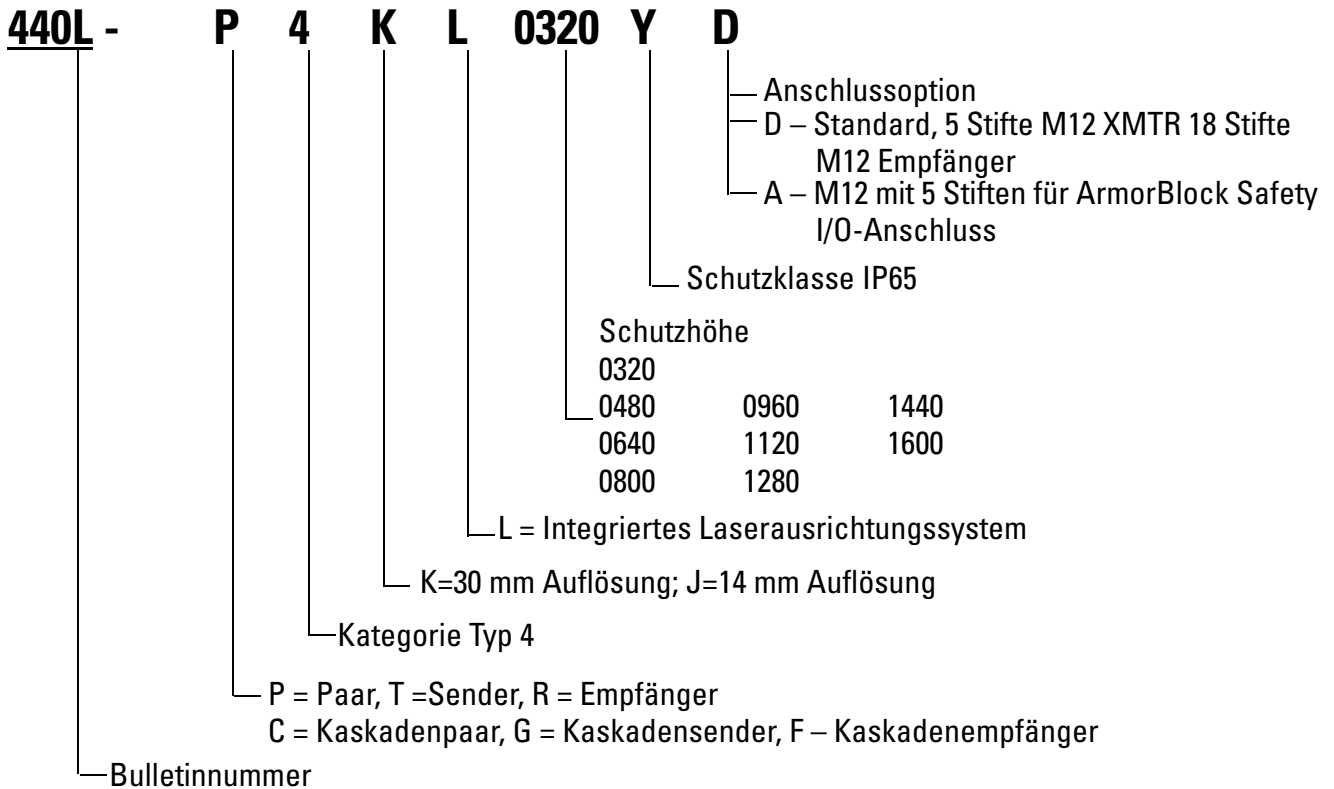 440L - P 4 K L 0320 Y D
Anschlussoption
D – Standard, 5 Stifte M12 XMTR 18 Stifte
M12 Empfänger
A – M12 mit 5 Stiften für ArmorBlock Safety
I/O-Anschluss
Schutzklasse IP65
Schutzhöhe
0320
0480 0960 1440
0640 1120 1600
0800 1280
L = Integriertes Laserausrichtungssystem
K=30 mm Auflösung; J=14 mm Auflösung
Kategorie Typ 4
P = Paar, T =Sender, R = Empfänger
C = Kaskadenpaar, G = Kaskadensender, F – Kaskadenempfänger
Bulletinnummer